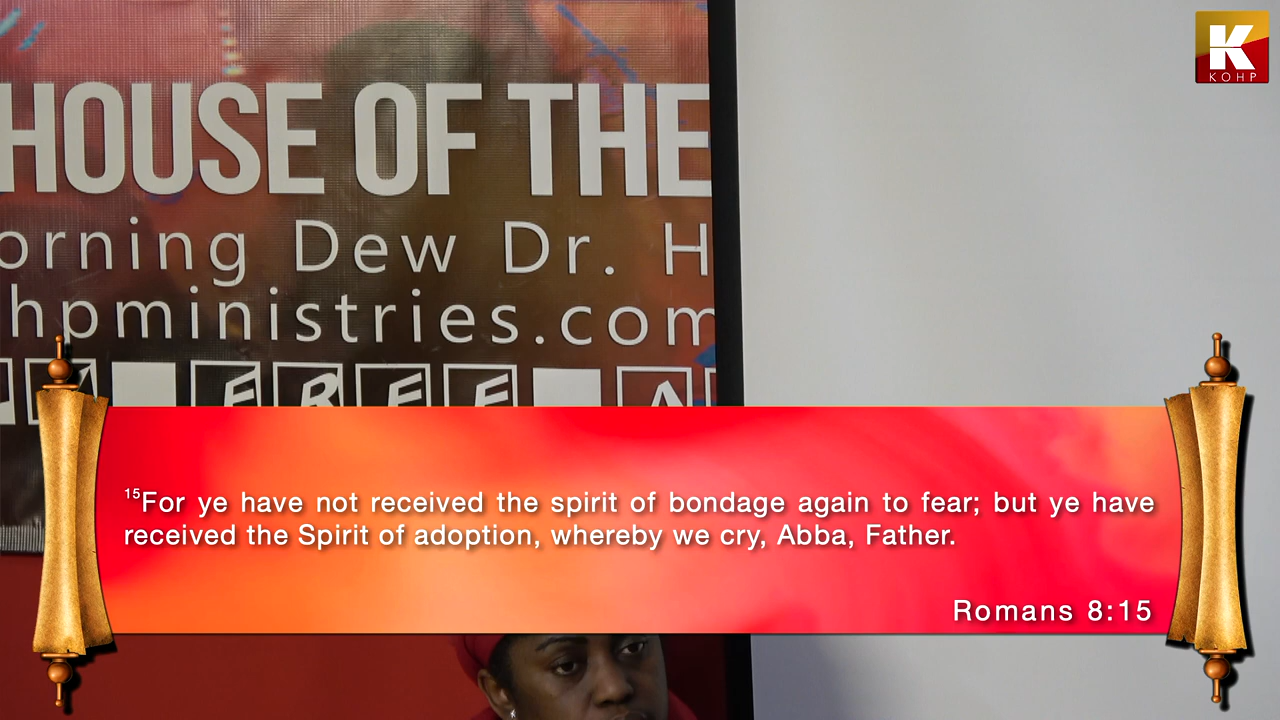 K
KOHP
HOUSE OF THE
orning Dew Dr. H
hpministries.com
FREE A
15For ye have not received the spirit of bondage again to fear; but ye have
received the Spirit of adoption, whereby we cry, Abba, Father.
Romans 8:15